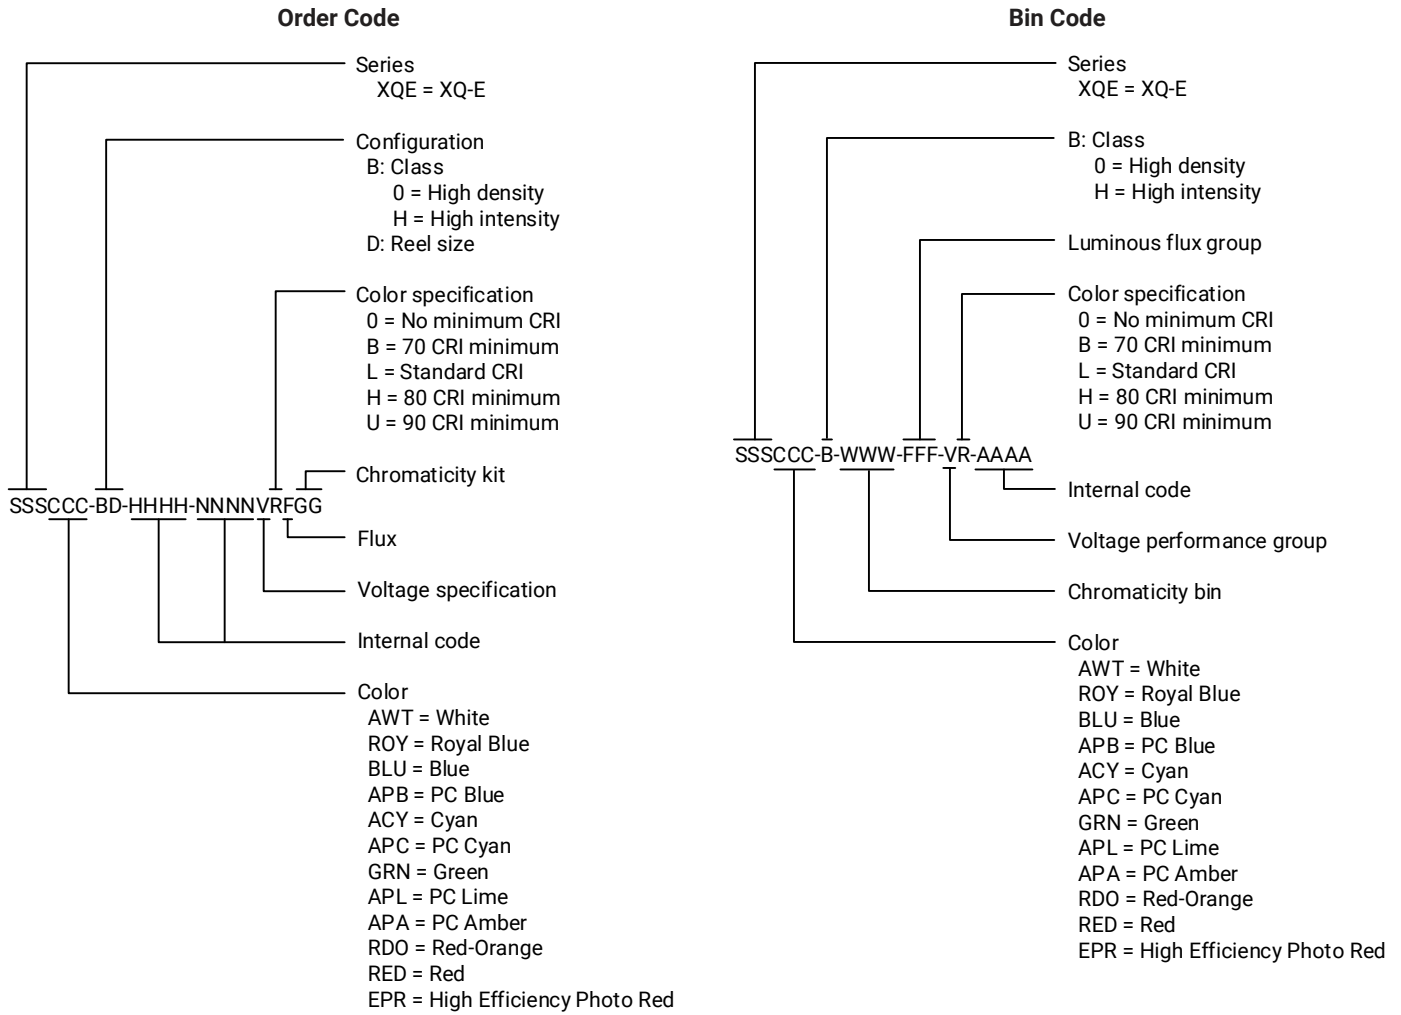 Order Code
Series
XQE = XQ-E
Configuration
B: Class
0 = High density
H = High intensity
D: Reel size
Color specification
0 = No minimum CRI
B = 70 CRI minimum
L = Standard CRI
H = 80 CRI minimum
U = 90 CRI minimum
Chromaticity kit
SSSCCC-BD-HHHH-NNNNVRFGG
Flux
Voltage specification
Internal code
Color
AWT = White
ROY = Royal Blue
BLU = Blue
APB = PC Blue
ACY = Cyan
APC = PC Cyan
GRN = Green
APL = PC Lime
APA = PC Amber
RDO = Red-Orange
RED = Red
EPR = High Efficiency Photo Red
Bin Code
Series
XQE = XQ-E
B: Class
0 = High density
H = High intensity
Luminous flux group
Color specification
0 = No minimum CRI
B = 70 CRI minimum
L = Standard CRI
H = 80 CRI minimum
U = 90 CRI minimum
SSSCCC-B-WWW-FFF-VR-AAAA
Internal code
Voltage performance group
Chromaticity bin
Color
AWT = White
ROY = Royal Blue
BLU = Blue
APB = PC Blue
ACY = Cyan
APC = PC Cyan
GRN = Green
APL = PC Lime
APA = PC Amber
RDO = Red-Orange
RED = Red
EPR = High Efficiency Photo Red